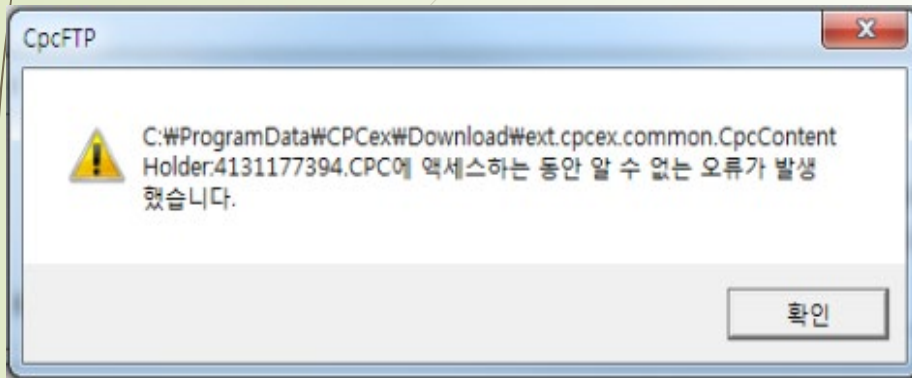 CpcFTP
C:₩ProgramData₩CPCex₩Download₩ext.cpcex.common.CpcContent
Holder:4131177394.CPC에 액세스하는 동안 알 수 없는 오류가 발생
했습니다.
확인